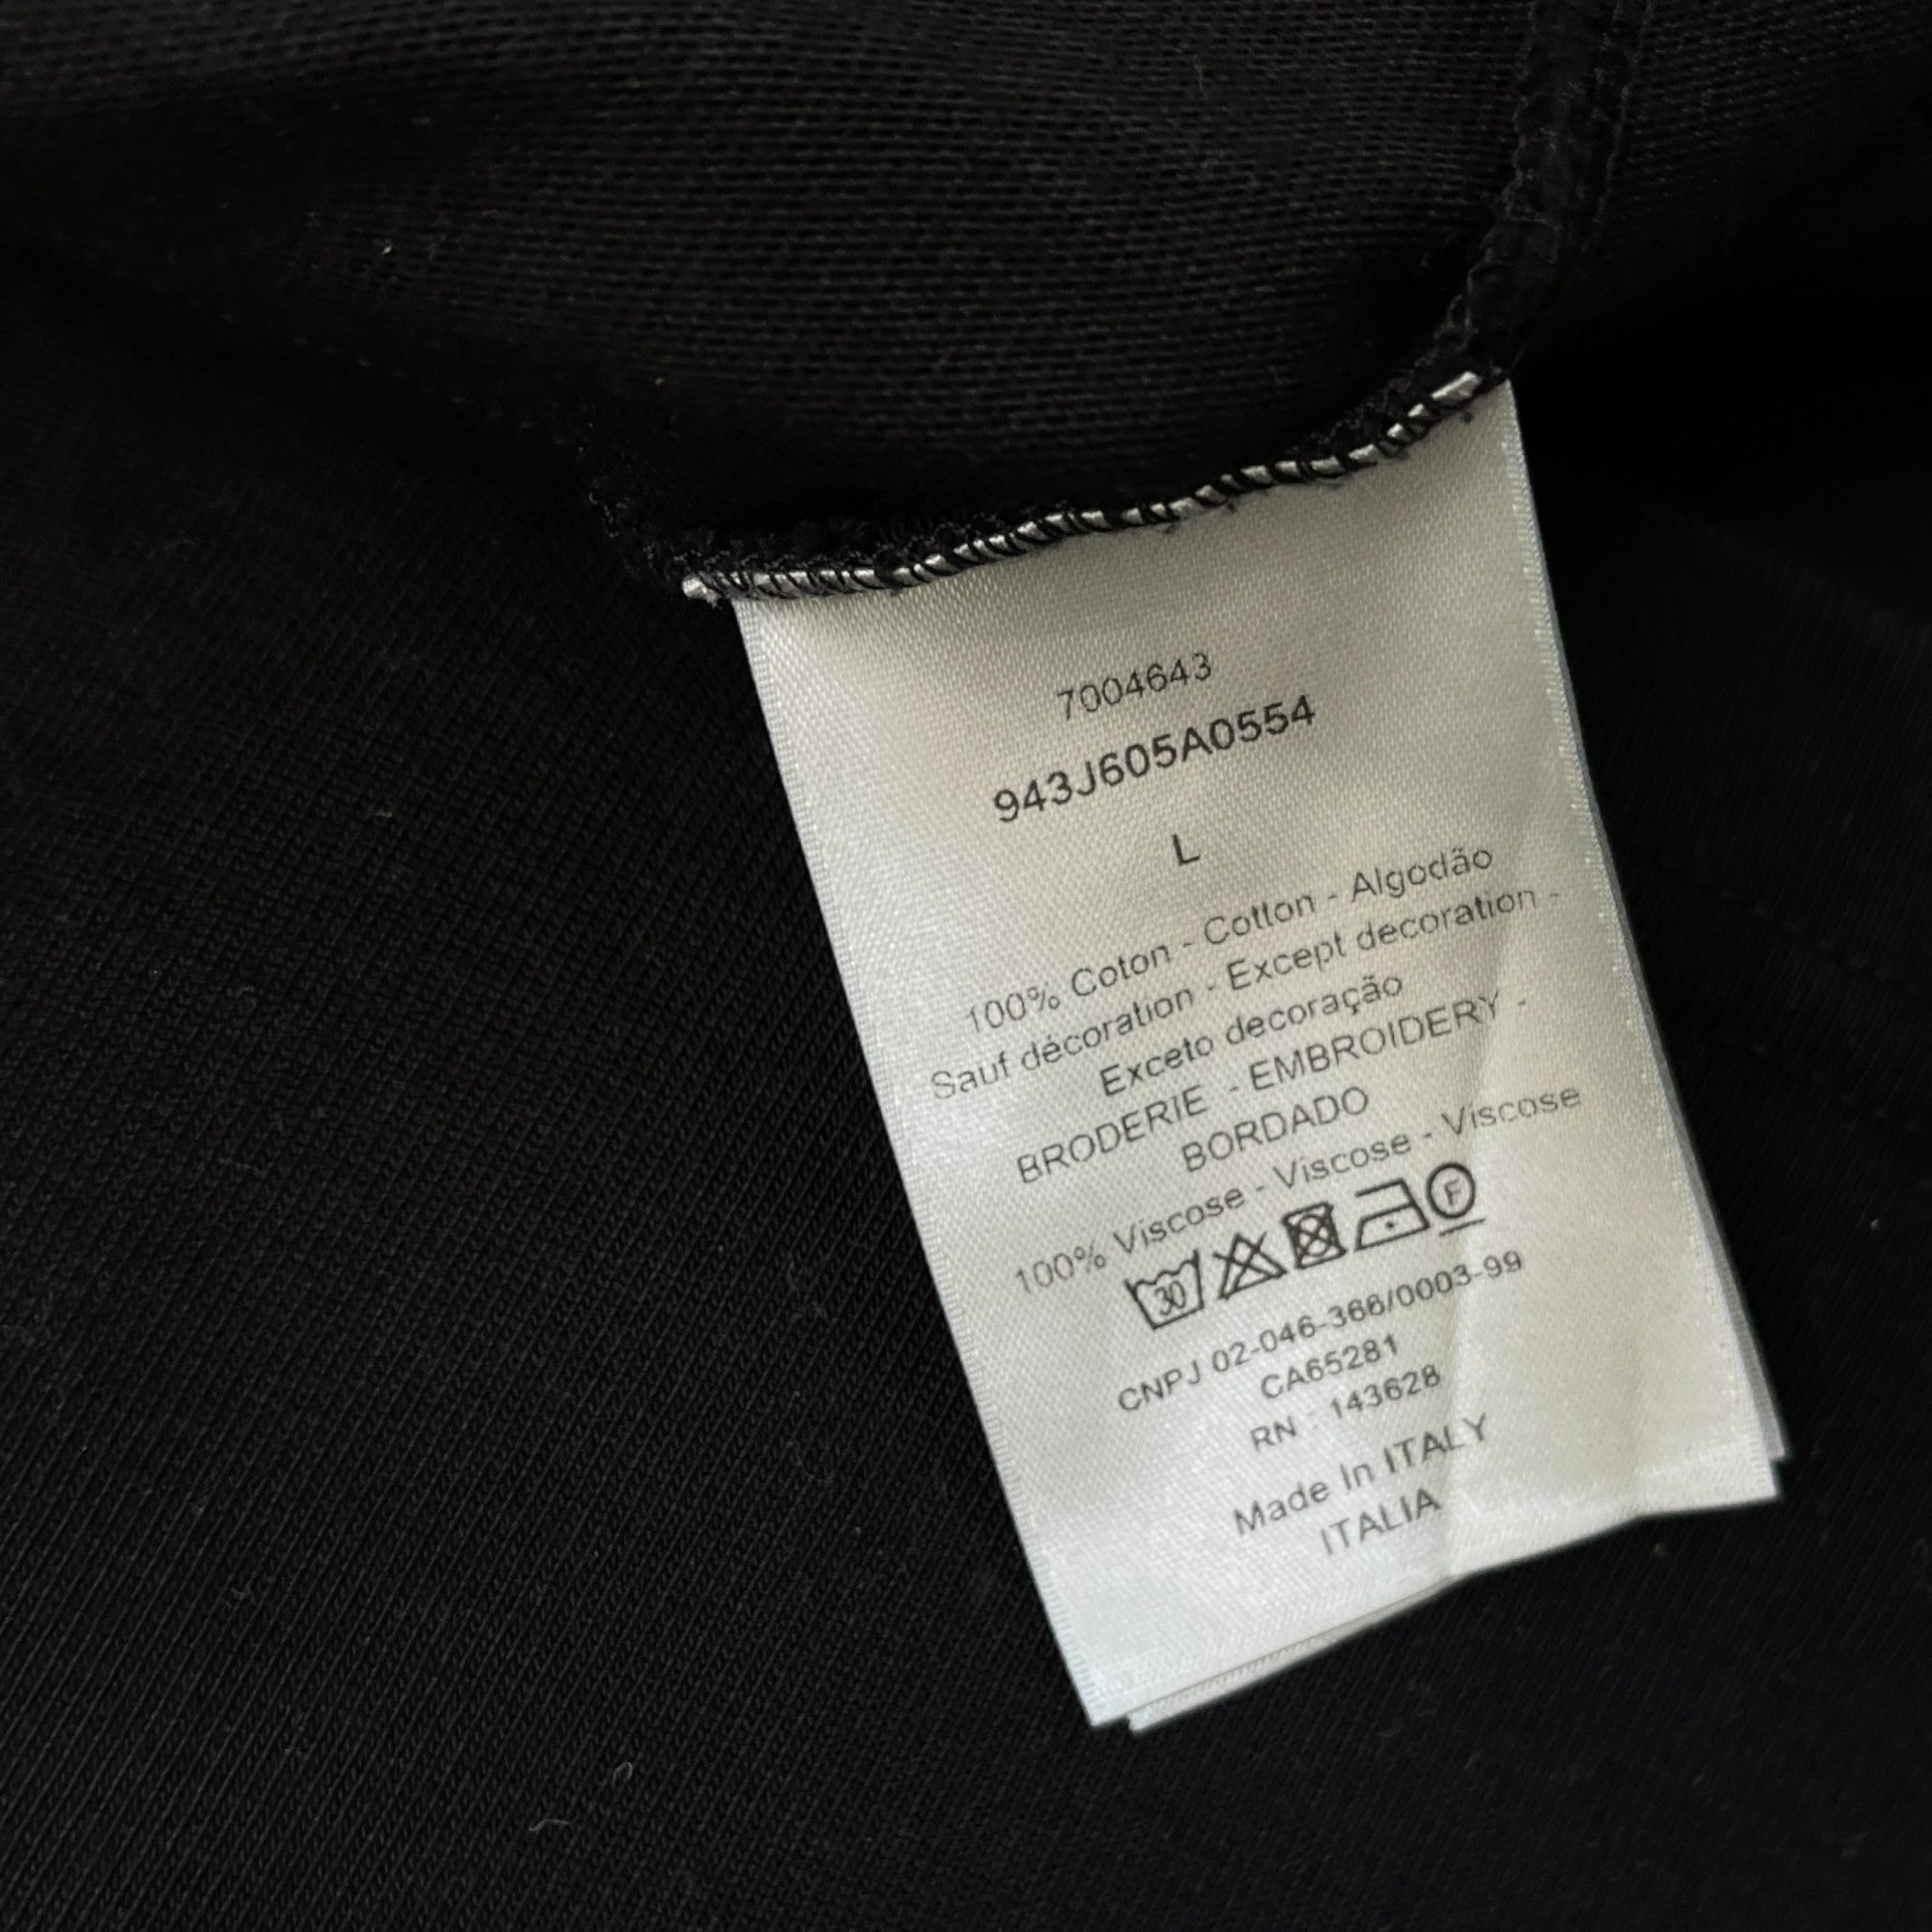 7004643
943J605A0554
L
100% Coton - Cotton - Algodão
Sauf décoration - Except decoration -
Exceto decoração
BRODERIE - EMBROIDERY -
BORDADO
100% Viscose - Viscose - Viscose
30 F
CNPJ 02-046-366/0003-99
CA65281
RN : 143628
Made In ITALY
ITALIA